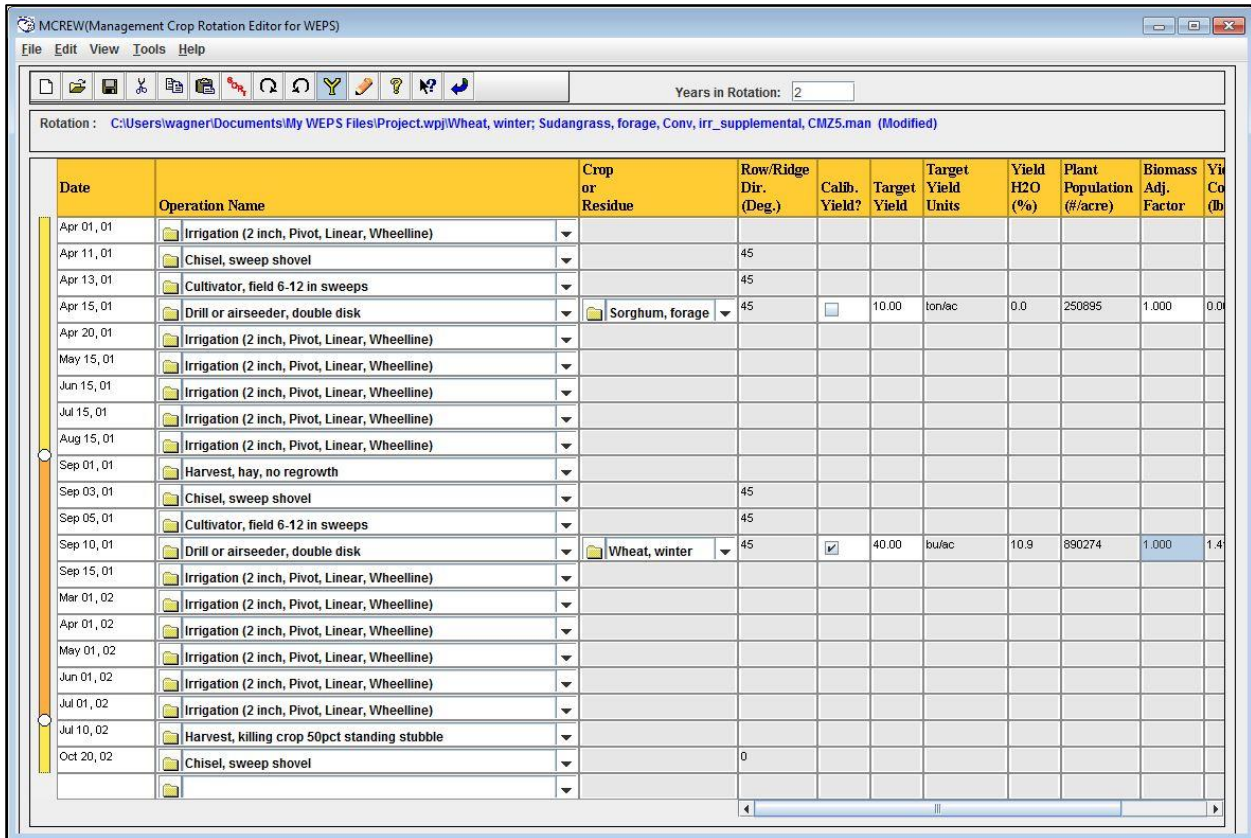 MCREW(Management Crop Rotation Editor for WEPS)
File Edit View Tools Help
SORT
Years in Rotation: 2
Rotation : C:\Users\wagner\Documents\My WEPS Files\Project.wpj\Wheat, winter; Sudangrass, forage, Conv, irr_supplemental, CMZ5.man (Modified)
Date Operation Name Crop or Residue Row/Ridge Dir. (Deg.) Calib. Yield? Target Yield Target Yield Units Yield H2O (%) Plant Population (#/acre) Biomass Adj. Factor
Apr 01, 01 Irrigation (2 inch, Pivot, Linear, Wheelline)
Apr 11, 01 Chisel, sweep shovel 45
Apr 13, 01 Cultivator, field 6-12 in sweeps 45
Apr 15, 01 Drill or airseeder, double disk Sorghum, forage 45 10.00 ton/ac 0.0 250895 1.000
Apr 20, 01 Irrigation (2 inch, Pivot, Linear, Wheelline)
May 15, 01 Irrigation (2 inch, Pivot, Linear, Wheelline)
Jun 15, 01 Irrigation (2 inch, Pivot, Linear, Wheelline)
Jul 15, 01 Irrigation (2 inch, Pivot, Linear, Wheelline)
Aug 15, 01 Irrigation (2 inch, Pivot, Linear, Wheelline)
Sep 01, 01 Harvest, hay, no regrowth
Sep 03, 01 Chisel, sweep shovel 45
Sep 05, 01 Cultivator, field 6-12 in sweeps 45
Sep 10, 01 Drill or airseeder, double disk Wheat, winter 45 40.00 bu/ac 10.9 890274 1.000
Sep 15, 01 Irrigation (2 inch, Pivot, Linear, Wheelline)
Mar 01, 02 Irrigation (2 inch, Pivot, Linear, Wheelline)
Apr 01, 02 Irrigation (2 inch, Pivot, Linear, Wheelline)
May 01, 02 Irrigation (2 inch, Pivot, Linear, Wheelline)
Jun 01, 02 Irrigation (2 inch, Pivot, Linear, Wheelline)
Jul 01, 02 Irrigation (2 inch, Pivot, Linear, Wheelline)
Jul 10, 02 Harvest, killing crop 50pct standing stubble
Oct 20, 02 Chisel, sweep shovel 0